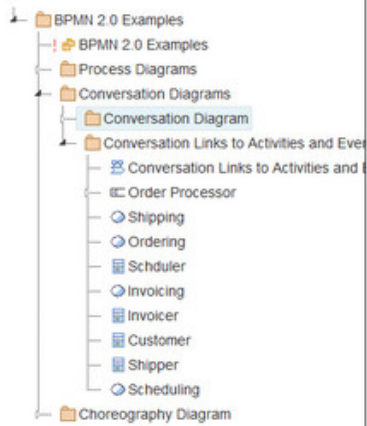 BPMN 2.0 Examples
! BPMN 2.0 Examples
Process Diagrams
Conversation Diagrams
Conversation Diagram
Conversation Links to Activities and Ever
Conversation Links to Activities and E
Order Processor
Shipping
Ordering
Schduler
Invoicing
Invoicer
Customer
Shipper
Scheduling
Choreography Diagram